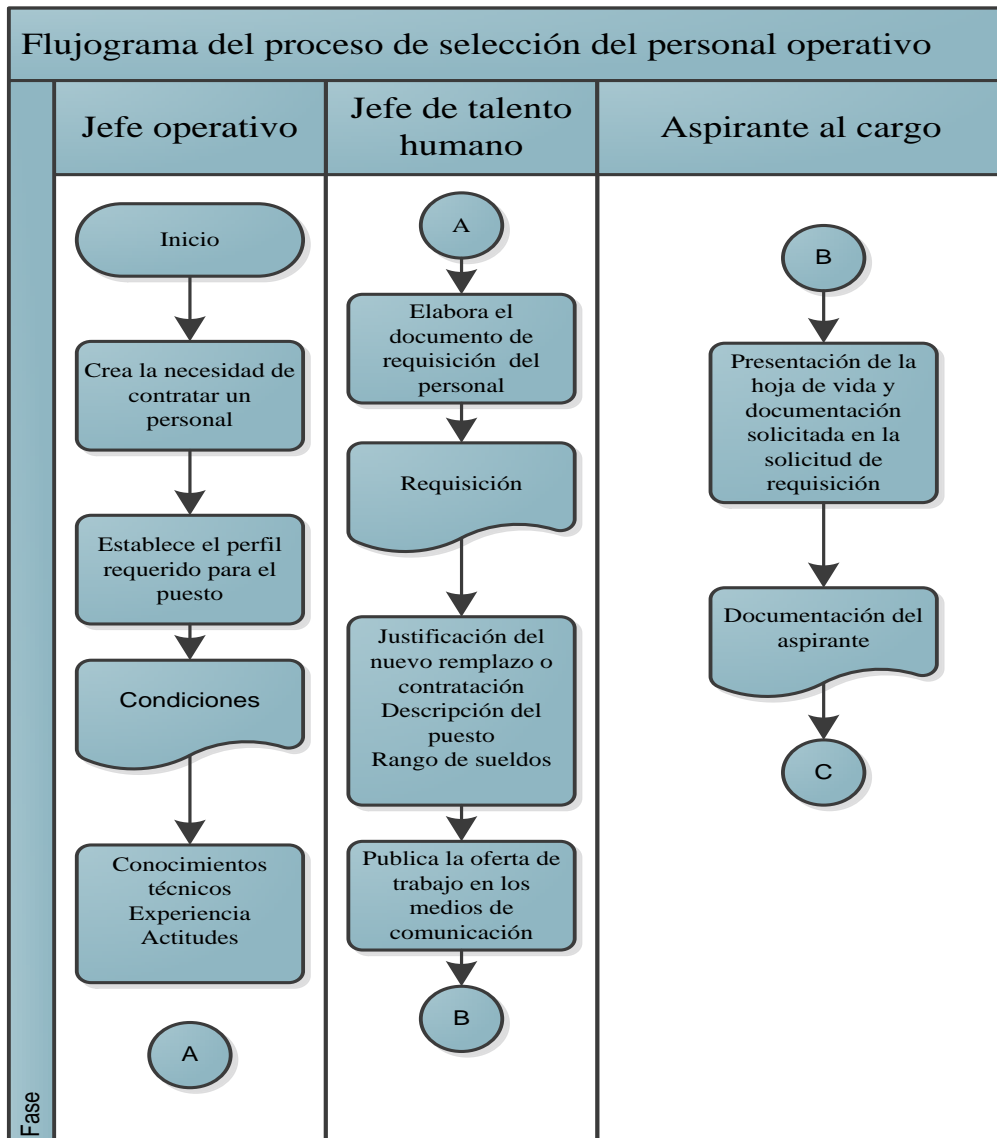 Flujograma del proceso de selección del personal operativo
Fase
Jefe operativo
Jefe de talento
humano
Aspirante al cargo
Inicio
Crea la necesidad de
contratar un
personal
Establece el perfil
requerido para el
puesto
Condiciones
Conocimientos
técnicos
Experiencia
Actitudes
A
A
Elabora el
documento de
requisición del
personal
Requisición
Justificación del
nuevo remplazo o
contratación
Descripción del
puesto
Rango de sueldos
Publica la oferta de
trabajo en los
medios de
comunicación
B
B
Presentación de la
hoja de vida y
documentación
solicitada en la
solicitud de
requisición
Documentación del
aspirante
C